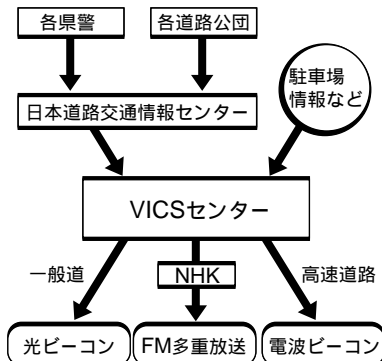 各県警
各道路公団
駐車場
情報など
日本道路交通情報センター
VICSセンター
一般道
NHK
高速道路
光ビーコン
FM多重放送
電波ビーコン